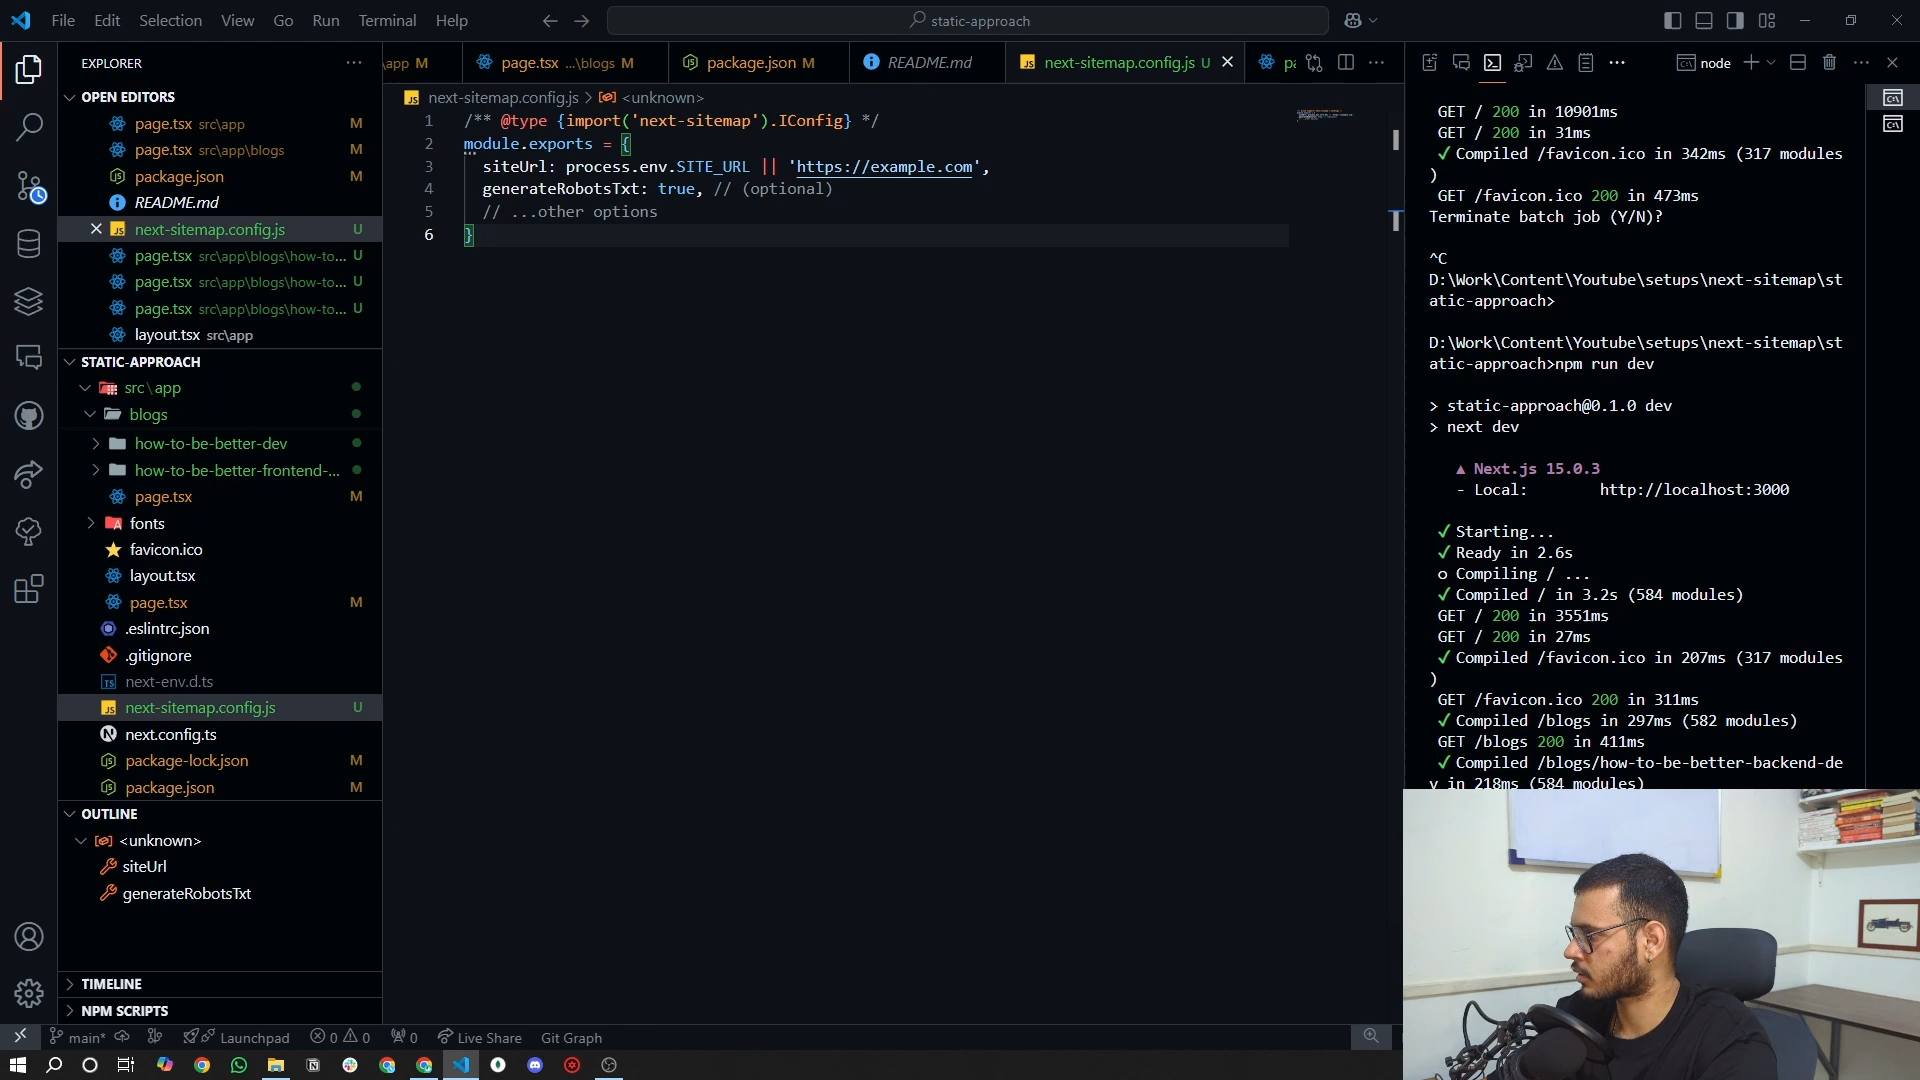 File Edit Selection View Go Run Terminal Help
static-approach
EXPLORER
OPEN EDITORS
page.tsx src\app M
page.tsx src\app\blogs M
package.json M
README.md
next-sitemap.config.js U
page.tsx src\app\blogs\how-to... U
page.tsx src\app\blogs\how-to... U
page.tsx src\app\blogs\how-to... U
layout.tsx src\app
STATIC-APPROACH
src\app
blogs
how-to-be-better-dev
how-to-be-better-frontend-...
page.tsx M
fonts
favicon.ico
layout.tsx
page.tsx M
.eslintrc.json
.gitignore
next-env.d.ts
next-sitemap.config.js U
next.config.ts
package-lock.json M
package.json M
OUTLINE
<unknown>
siteUrl
generateRobotsTxt
TIMELINE
NPM SCRIPTS
\app M page.tsx ...\blogs M package.json M README.md next-sitemap.config.js U pa
next-sitemap.config.js > <unknown>
1 /** @type {import('next-sitemap').IConfig} */
2 module.exports = {
3 siteUrl: process.env.SITE_URL || 'https://example.com',
4 generateRobotsTxt: true, // (optional)
5 // ...other options
6 }
node
GET / 200 in 10901ms
GET / 200 in 31ms
✓ Compiled /favicon.ico in 342ms (317 modules
)
GET /favicon.ico 200 in 473ms
Terminate batch job (Y/N)?
^C
D:\Work\Content\Youtube\setups\next-sitemap\st
atic-approach>
D:\Work\Content\Youtube\setups\next-sitemap\st
atic-approach>npm run dev
> static-approach@0.1.0 dev
> next dev
▲ Next.js 15.0.3
- Local: http://localhost:3000
✓ Starting...
✓ Ready in 2.6s
o Compiling / ...
✓ Compiled / in 3.2s (584 modules)
GET / 200 in 3551ms
GET / 200 in 27ms
✓ Compiled /favicon.ico in 207ms (317 modules
)
GET /favicon.ico 200 in 311ms
✓ Compiled /blogs in 297ms (582 modules)
GET /blogs 200 in 411ms
✓ Compiled /blogs/how-to-be-better-backend-de
v in 218ms (584 modules)
main* Launchpad 0 0 0 Live Share Git Graph